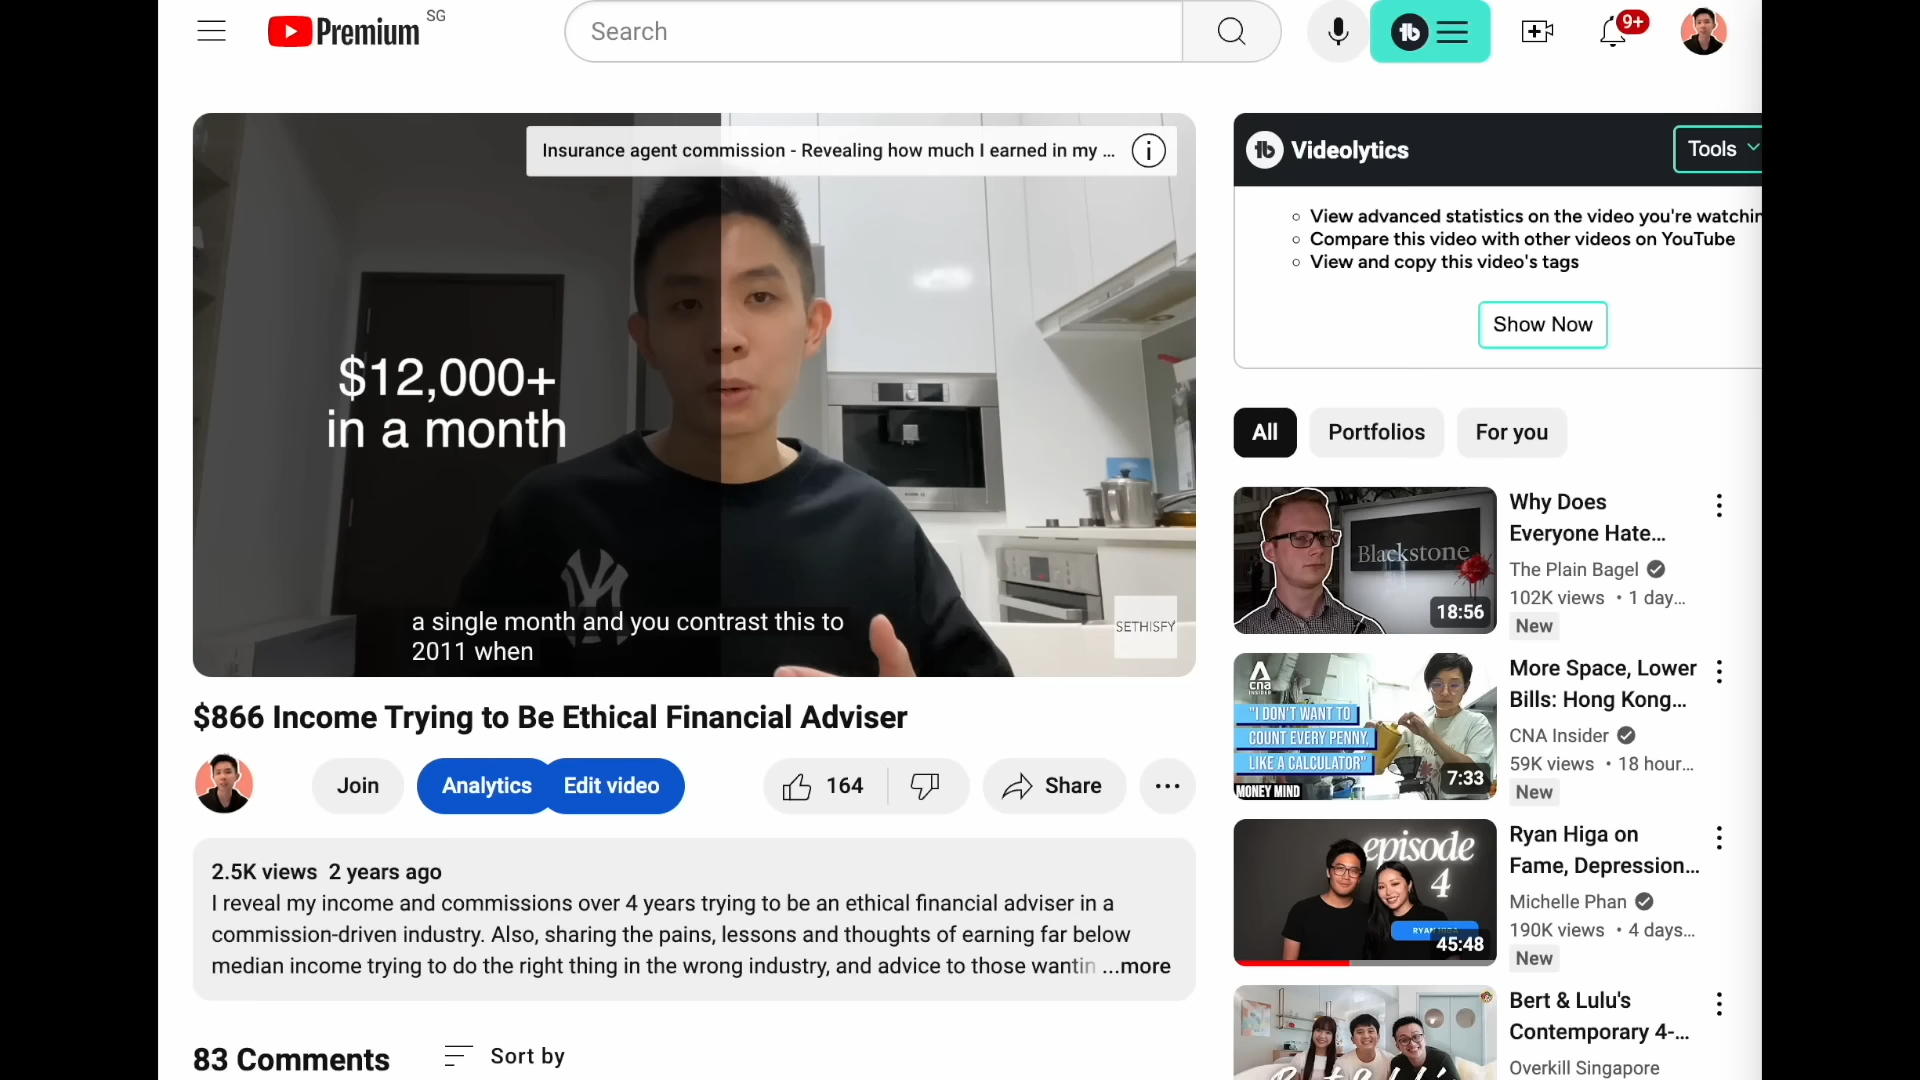 Premium SG
Search
9+
Insurance agent commission - Revealing how much I earned in my ...
$12,000+
in a month
a single month and you contrast this to
2011 when
SETHISFY
$866 Income Trying to Be Ethical Financial Adviser
Join
Analytics
Edit video
164
Share
2.5K views 2 years ago
I reveal my income and commissions over 4 years trying to be an ethical financial adviser in a
commission-driven industry. Also, sharing the pains, lessons and thoughts of earning far below
median income trying to do the right thing in the wrong industry, and advice to those wantin ...more
83 Comments
Sort by
Videolytics
Tools
View advanced statistics on the video you're watchin
Compare this video with other videos on YouTube
View and copy this video's tags
Show Now
All
Portfolios
For you
Blackstone
18:56
Why Does
Everyone Hate...
The Plain Bagel
102K views • 1 day...
New
cna
INSIDER
"I DON'T WANT TO
COUNT EVERY PENNY,
LIKE A CALCULATOR"
MONEY MIND
7:33
More Space, Lower
Bills: Hong Kong...
CNA Insider
59K views • 18 hour...
New
episode
4
45:48
Ryan Higa on
Fame, Depression...
Michelle Phan
190K views • 4 days...
New
Bert & Lulu's
Contemporary 4-...
Overkill Singapore